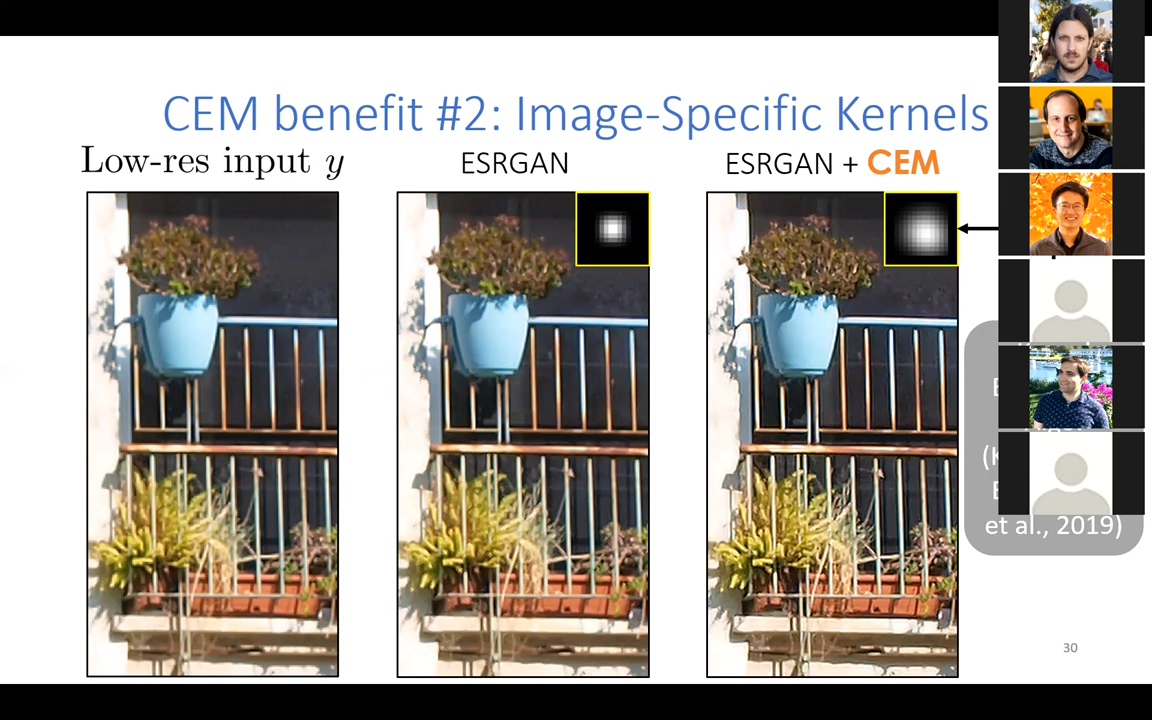 CEM benefit #2: Image-Specific Kernels
Low-res input y
ESRGAN
ESRGAN + CEM
et al., 2019)
30